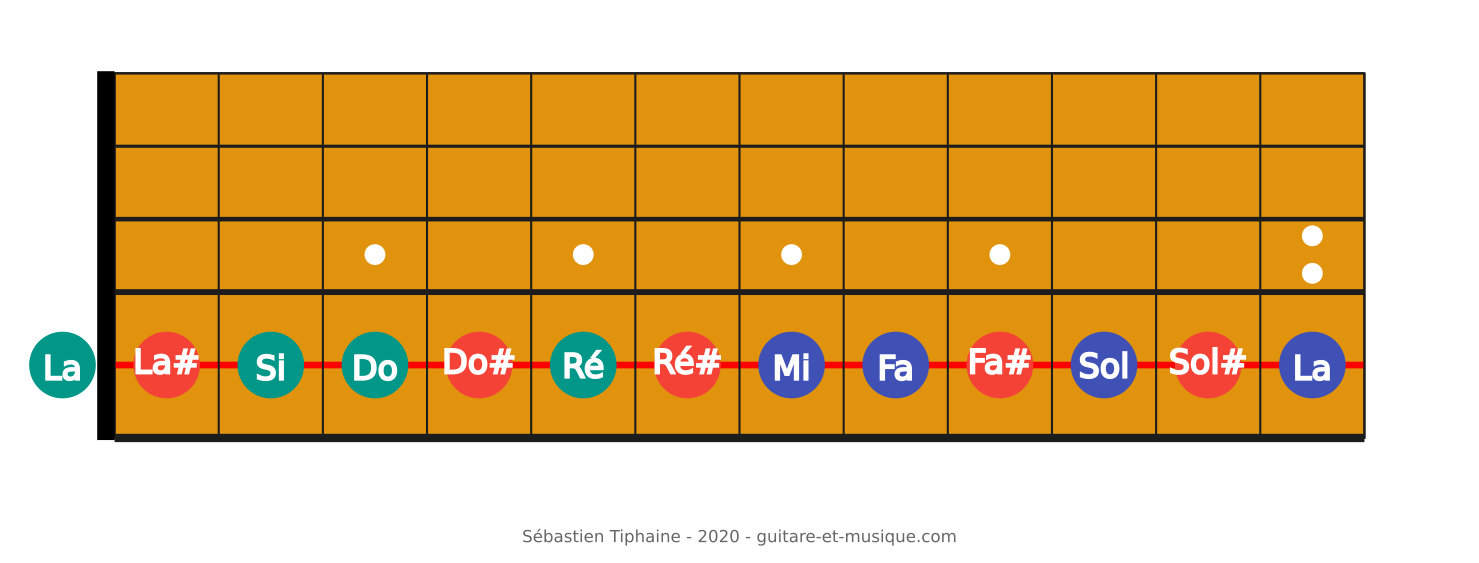 La La# Si Do Do# Ré Ré# Mi Fa Fa# Sol Sol# La
Sébastien Tiphaine - 2020 - guitare-et-musique.com